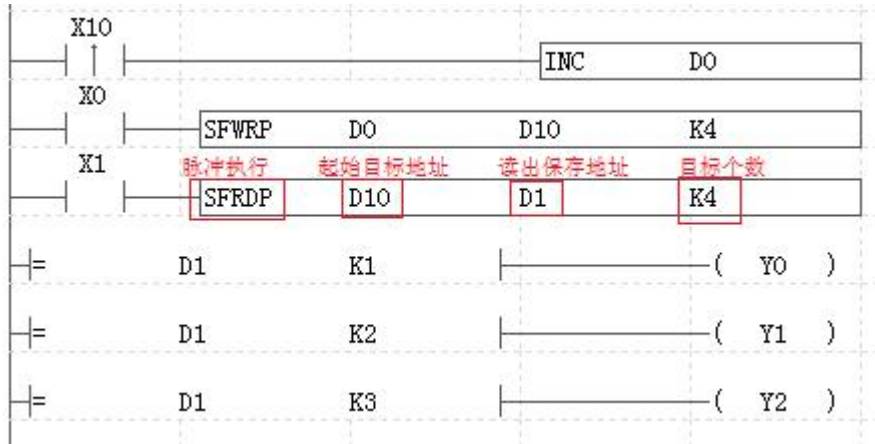 X10
INC D0
X0
SFWRP D0 D10 K4
X1 脉冲执行 起始目标地址 读出保存地址 目标个数
SFRDP D10 D1 K4
= D1 K1 ( Y0 )
= D1 K2 ( Y1 )
= D1 K3 ( Y2 )